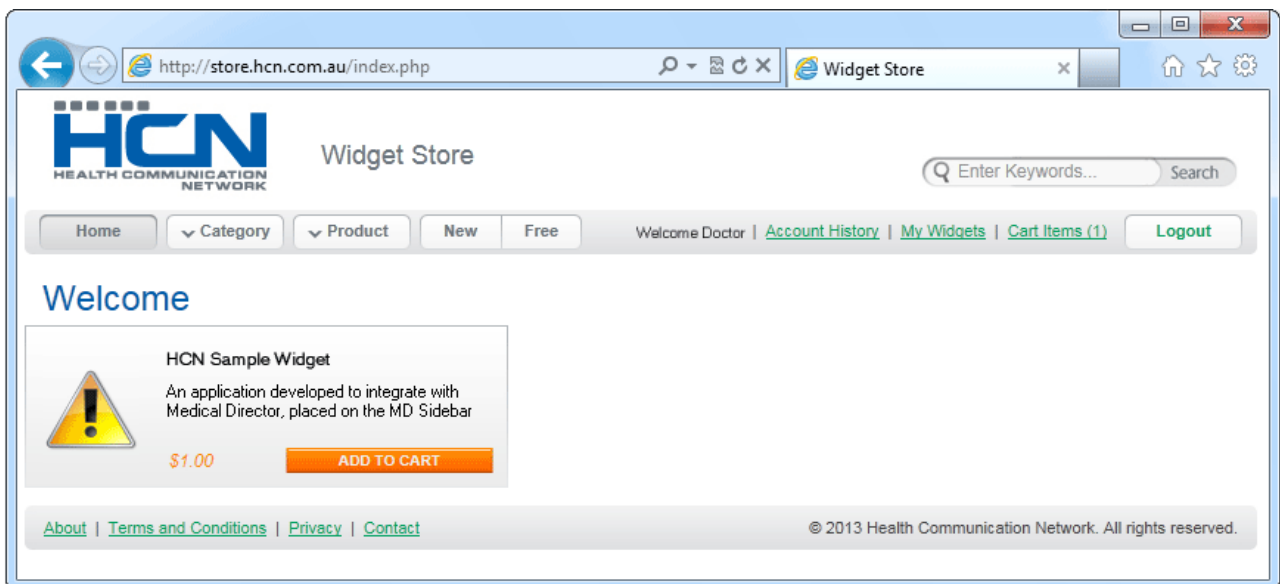 http://store.hcn.com.au/index.php
Widget Store
HCN
HEALTH COMMUNICATION
NETWORK
Widget Store
Enter Keywords...
Search
Home
Category
Product
New
Free
Welcome Doctor | Account History | My Widgets | Cart Items (1)
Logout
Welcome
HCN Sample Widget
An application developed to integrate with
Medical Director, placed on the MD Sidebar
$1.00
ADD TO CART
About | Terms and Conditions | Privacy | Contact
© 2013 Health Communication Network. All rights reserved.